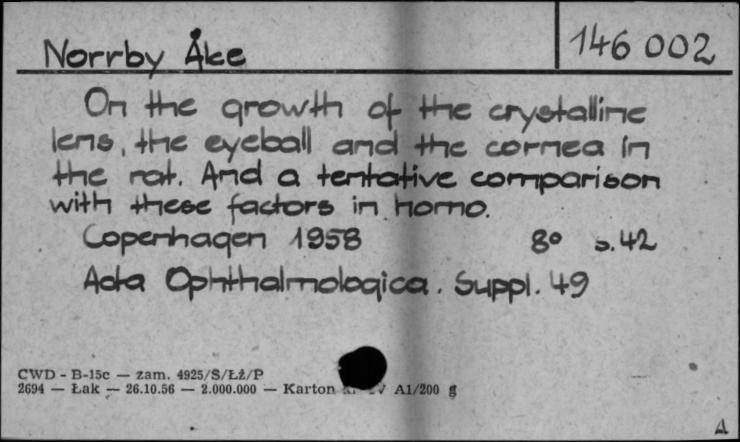 Norrby Åke
146 002
On the growth of the crystalline
lens, the eyeball and the cornea in
the rat. And a tentative comparison
with these factors in homo.
Copenhagen 1958 8° s. 42
Acta Ophthalmologica. Suppl. 49
CWD - B-15c — zam. 4925/S/Łź/P
2694 — Łak — 26.10.56 — 2.000.000 — Karton A1/200 g